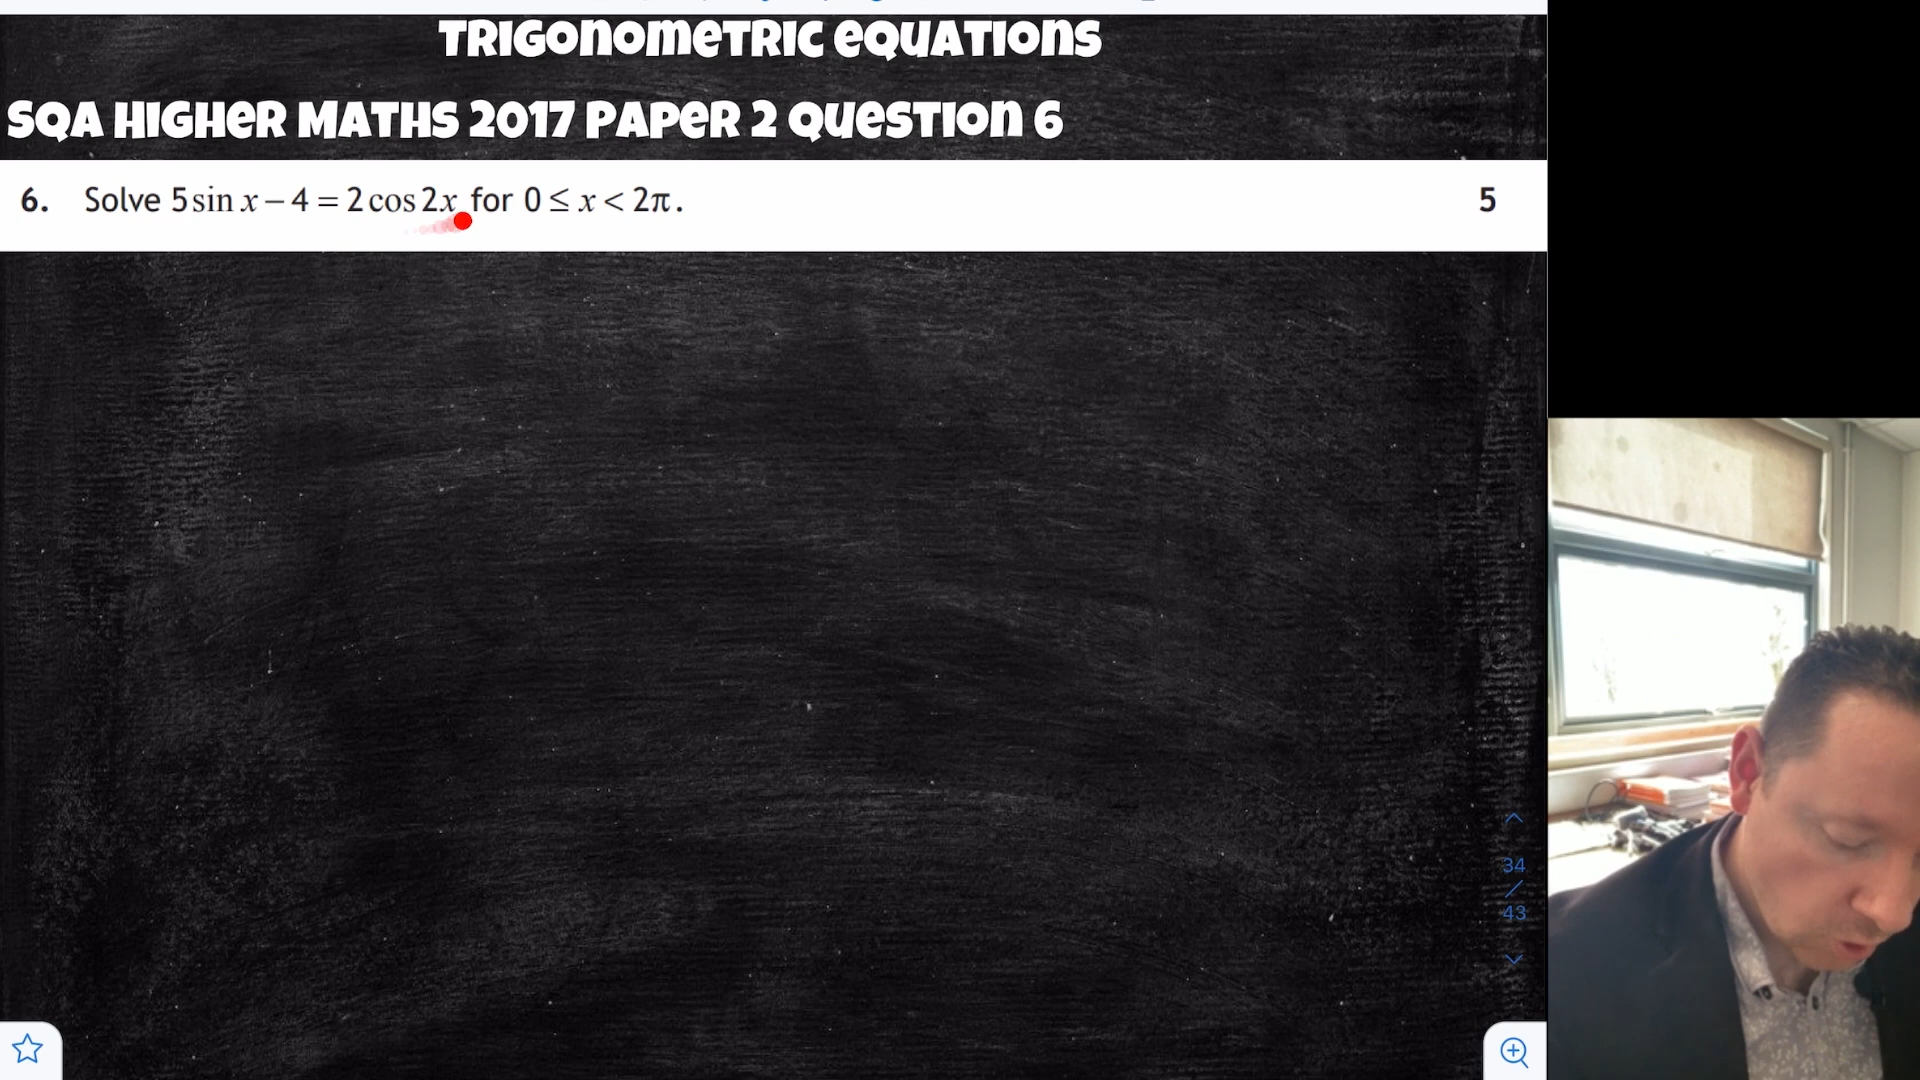 TRIGONOMETRIC EQUATIONS
SQA HIGHER MATHS 2017 PAPER 2 QUESTION 6
6. Solve 5 sin x − 4 = 2 cos 2x for 0 ≤ x < 2π. 5
34
/
43